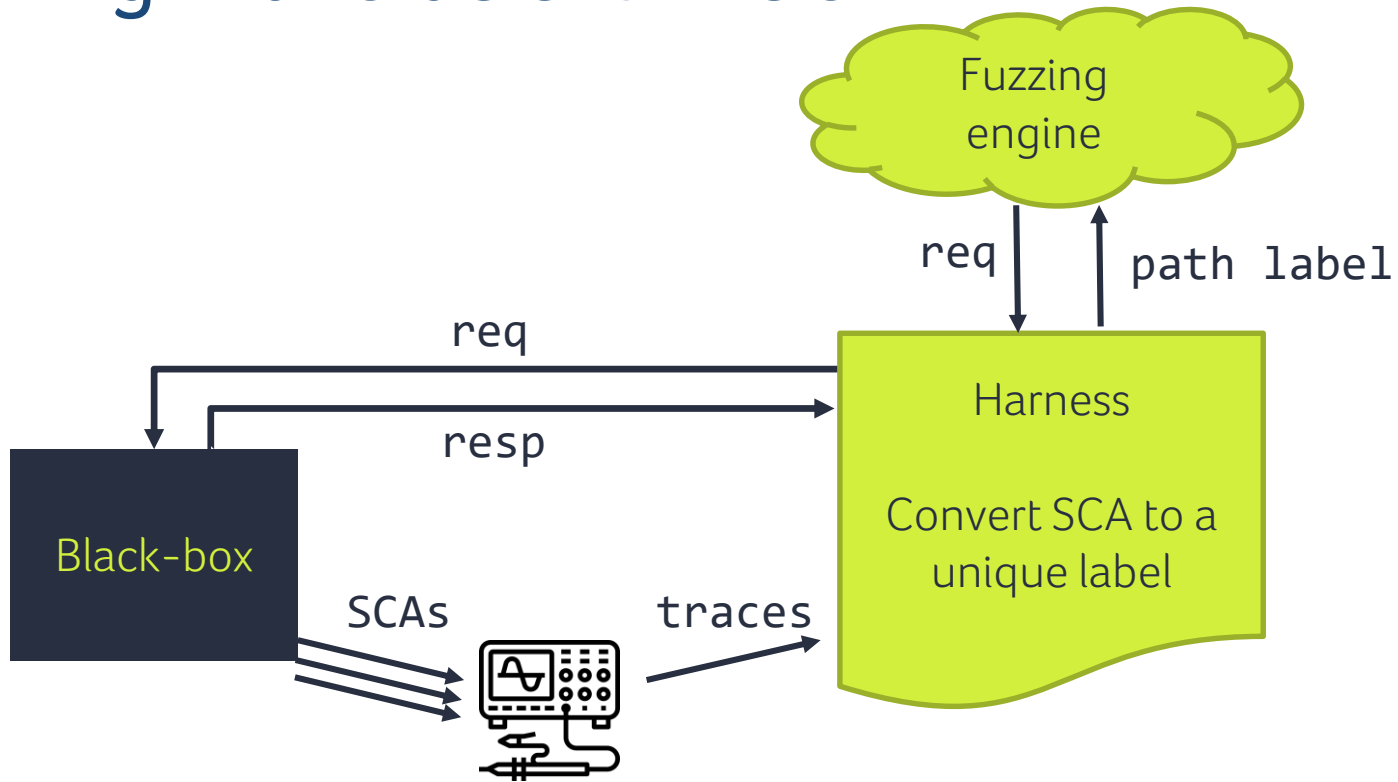 Fuzzing
engine
req
path label
req
Harness
resp
Convert SCA to a
unique label
Black-box
SCAs
traces